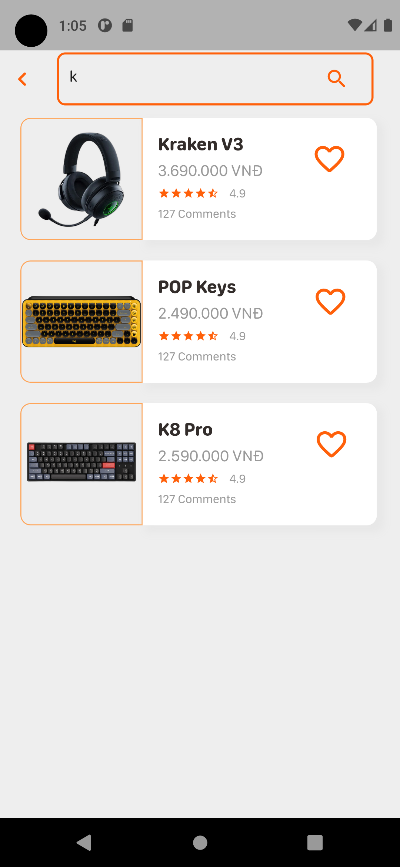 1:05
k
Kraken V3
3.690.000 VNĐ
4.9
127 Comments
POP Keys
2.490.000 VNĐ
4.9
127 Comments
K8 Pro
2.590.000 VNĐ
4.9
127 Comments